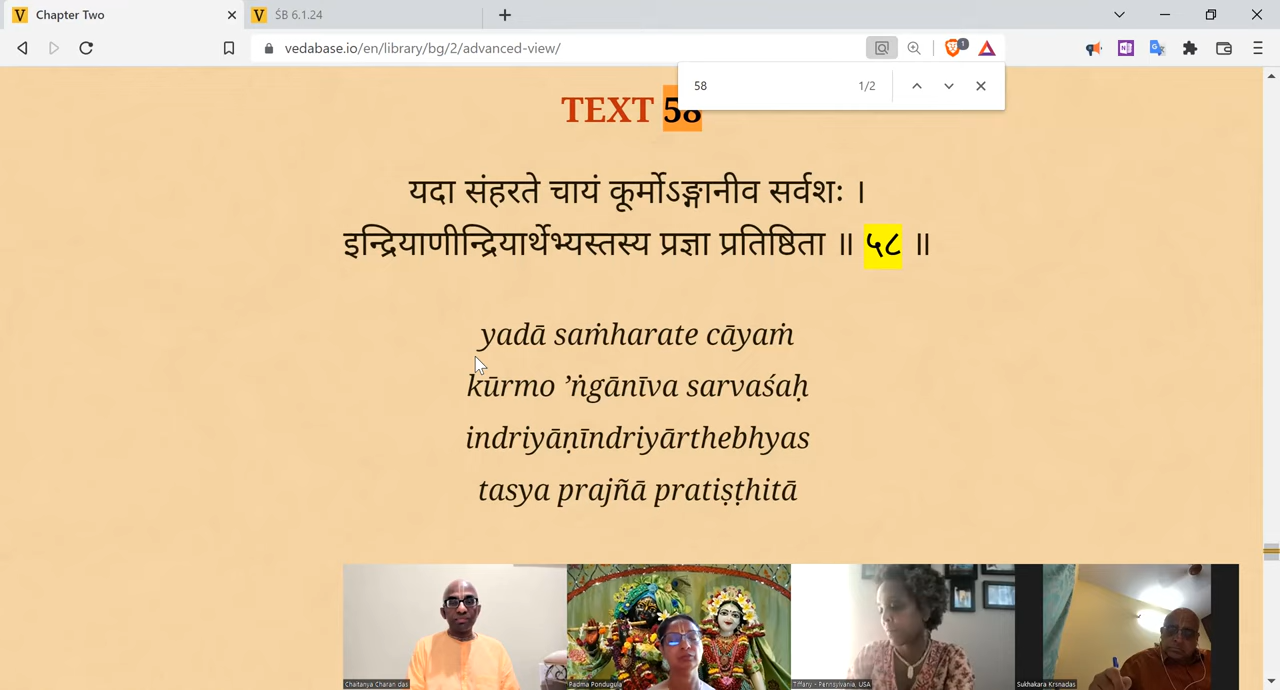 Chapter Two
ŚB 6.1.24
vedabase.io/en/library/bg/2/advanced-view/
1
58
1/2
TEXT 58
यदा संहरते चायं कूर्मोऽङ्गानीव सर्वशः ।
इन्द्रियाणीन्द्रियार्थेभ्यस्तस्य प्रज्ञा प्रतिष्ठिता ॥ ५८ ॥
yadā saṁharate cāyaṁ
kūrmo ’ṅgānīva sarvaśaḥ
indriyāṇīndriyārthebhyas
tasya prajñā pratiṣṭhitā
Chaitanya Charan das
Padma Pondugula
Tiffany - Pennsylvania, USA
Sukhakara Krsnadas